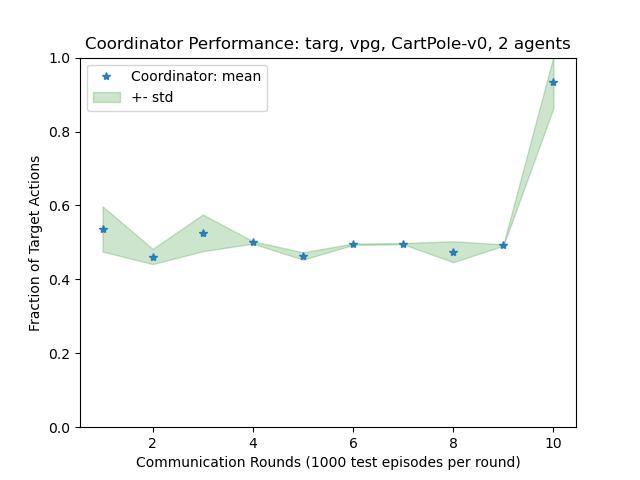 Coordinator Performance: targ, vpg, CartPole-v0, 2 agents
1.0
Coordinator: mean
+- std
0.8
0.6
0.4
0.2
0.0
Fraction of Target Actions
2
4
6
8
10
Communication Rounds (1000 test episodes per round)